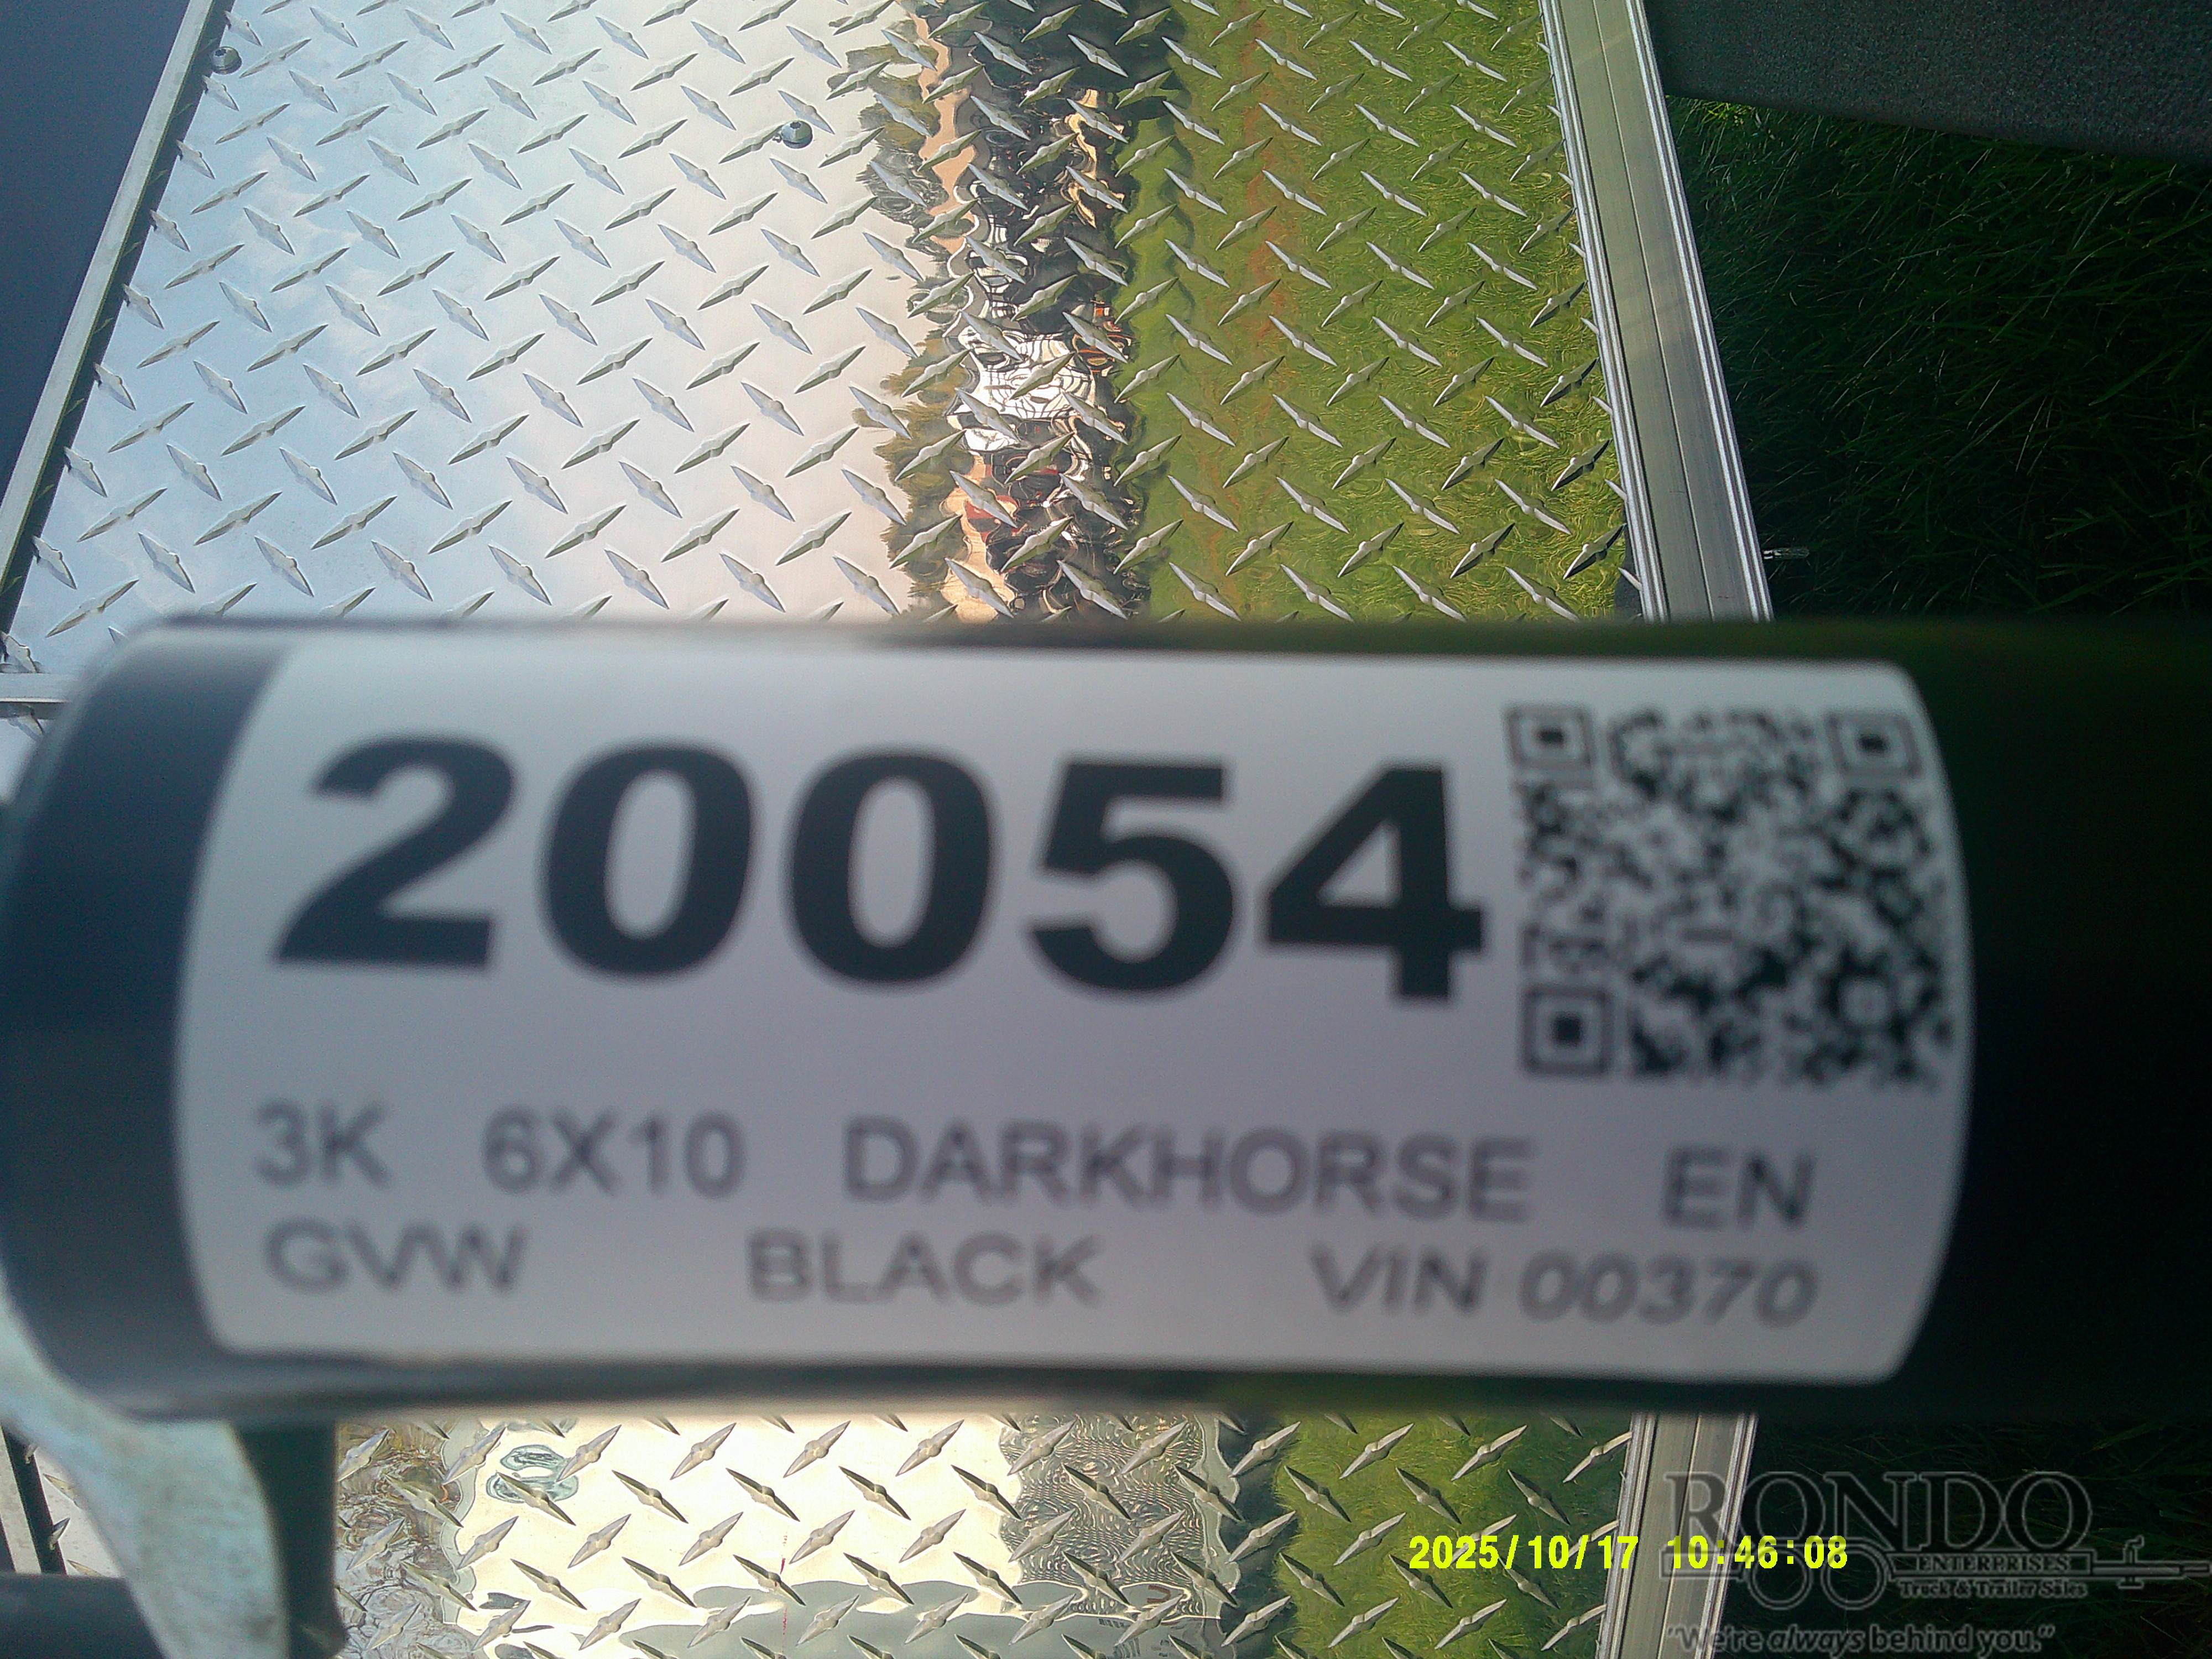 20054
3K 6X10 DARKHORSE EN
GVW BLACK VIN 00370
2025/10/17 10:46:08
RONDO
ENTERPRISES
Truck & Trailer Sales
"We're always behind you."